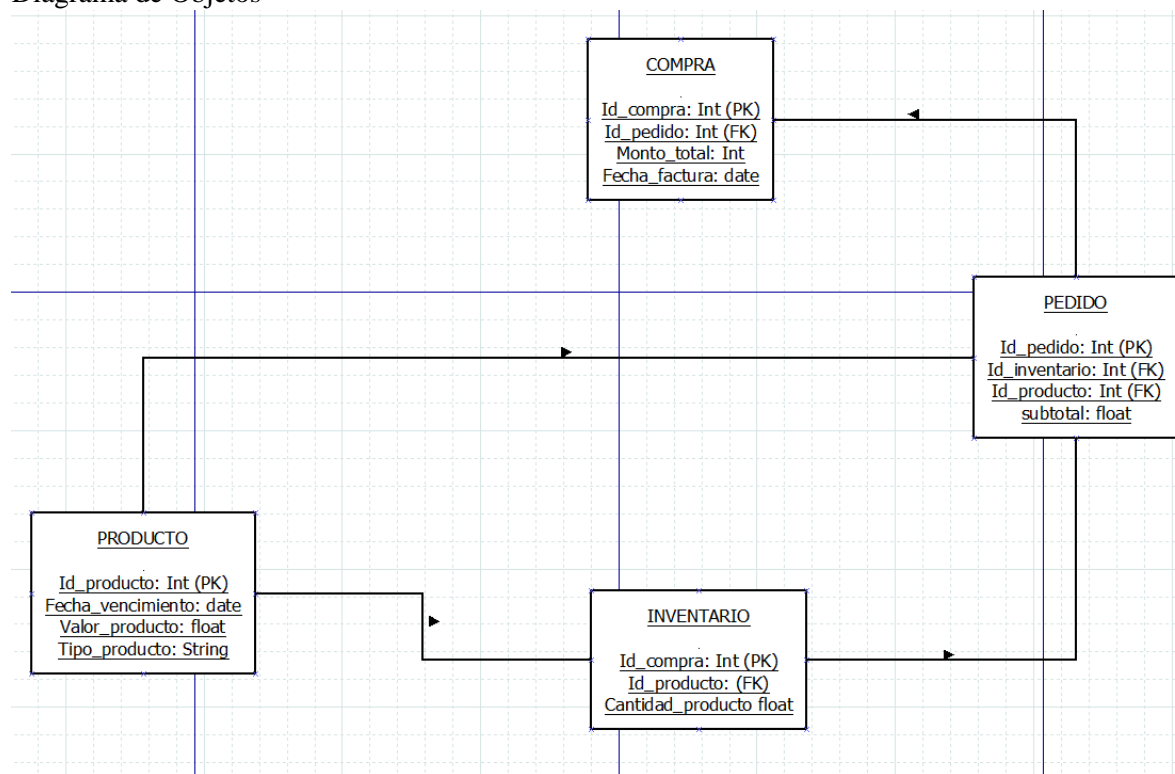 Diagrama de Objetos
COMPRA
Id_compra: Int (PK)
Id_pedido: Int (FK)
Monto_total: Int
Fecha_factura: date
PEDIDO
Id_pedido: Int (PK)
Id_inventario: Int (FK)
Id_producto: Int (FK)
subtotal: float
PRODUCTO
Id_producto: Int (PK)
Fecha_vencimiento: date
Valor_producto: float
Tipo_producto: String
INVENTARIO
Id_compra: Int (PK)
Id_producto: (FK)
Cantidad_producto float